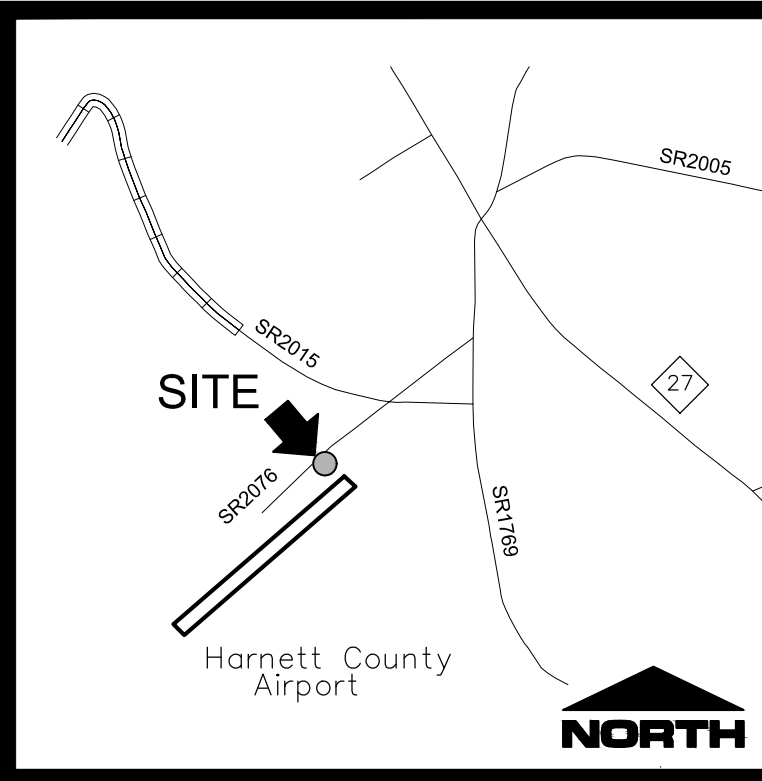 SR2005
SR2015
27
SITE
SR2076
SR1769
Harnett County
Airport
NORTH